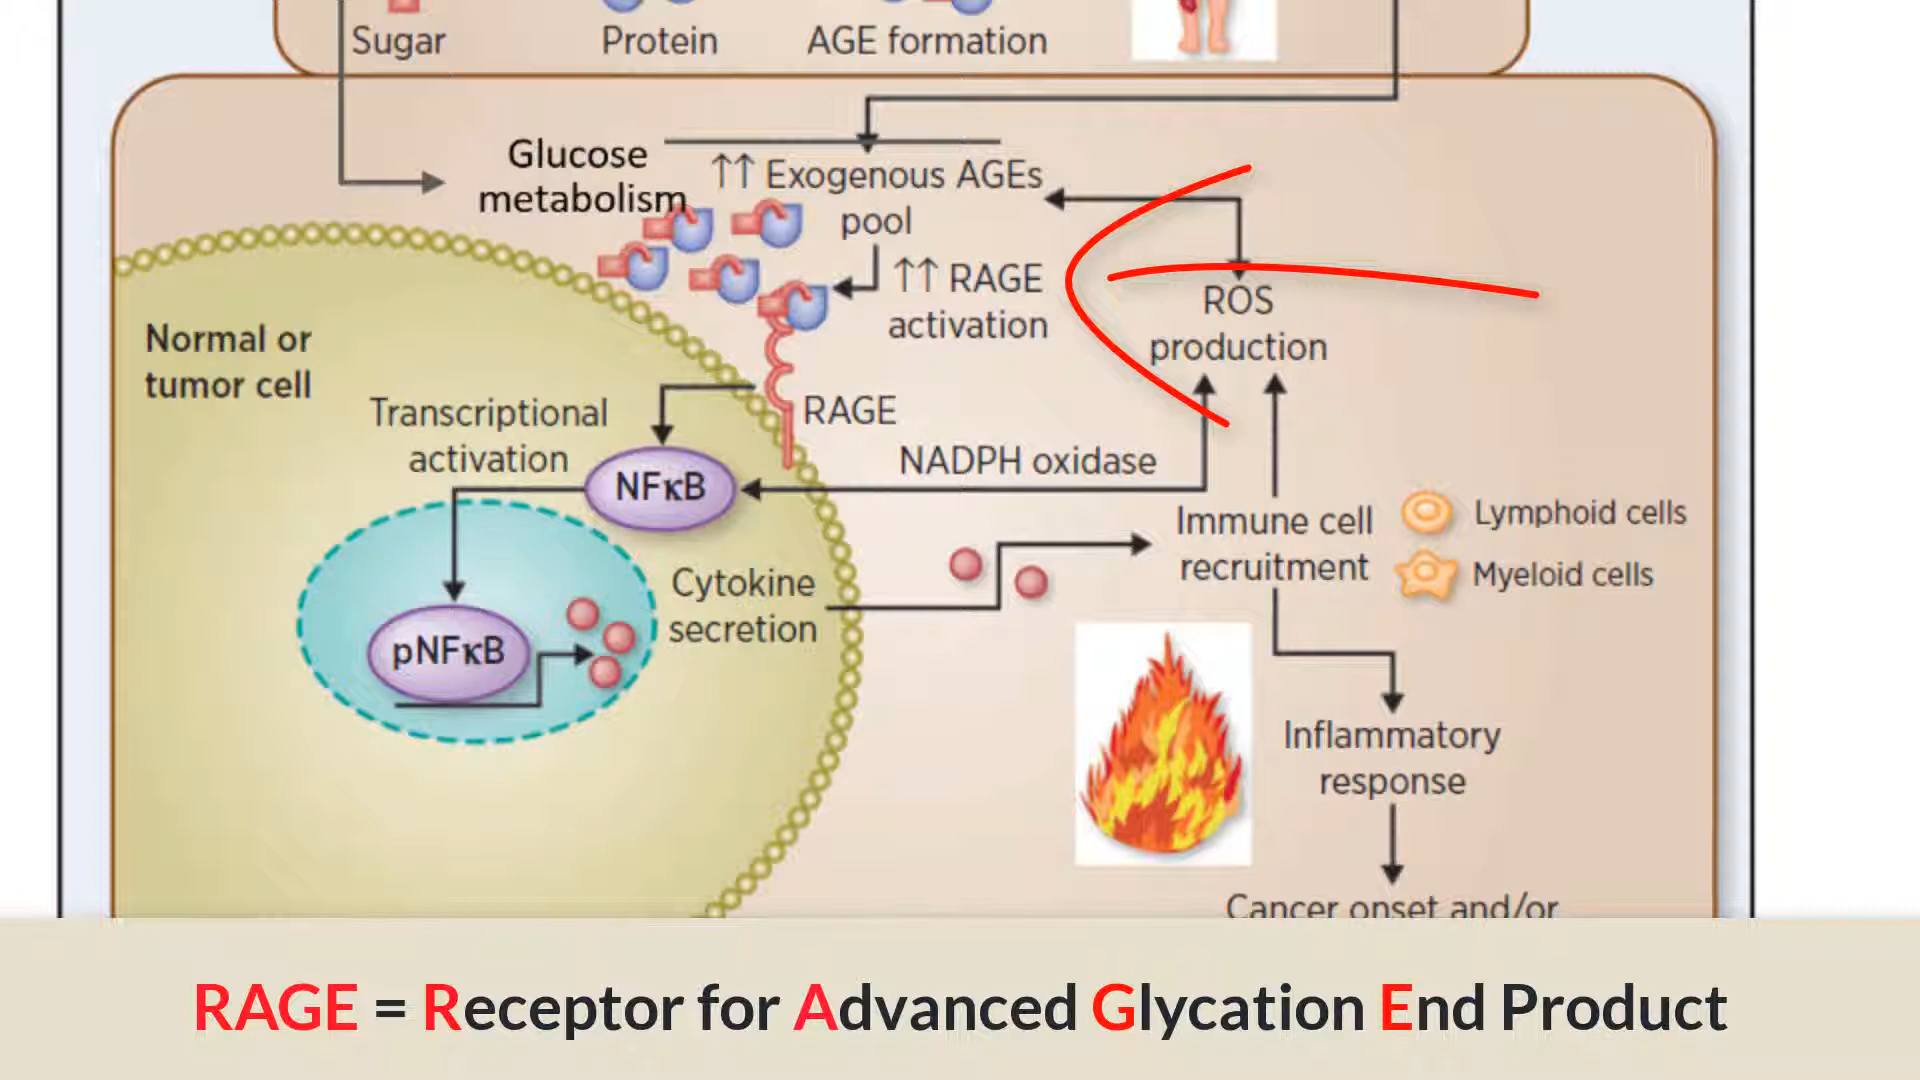 Sugar
Protein
AGE formation
Glucose
metabolism
↑↑ Exogenous AGEs
pool
↑↑ RAGE
activation
ROS
production
Normal or
tumor cell
Transcriptional
activation
RAGE
NFκB
NADPH oxidase
Immune cell
recruitment
Lymphoid cells
Myeloid cells
Cytokine
secretion
pNFκB
Inflammatory
response
Cancer onset and/or
RAGE = Receptor for Advanced Glycation End Product